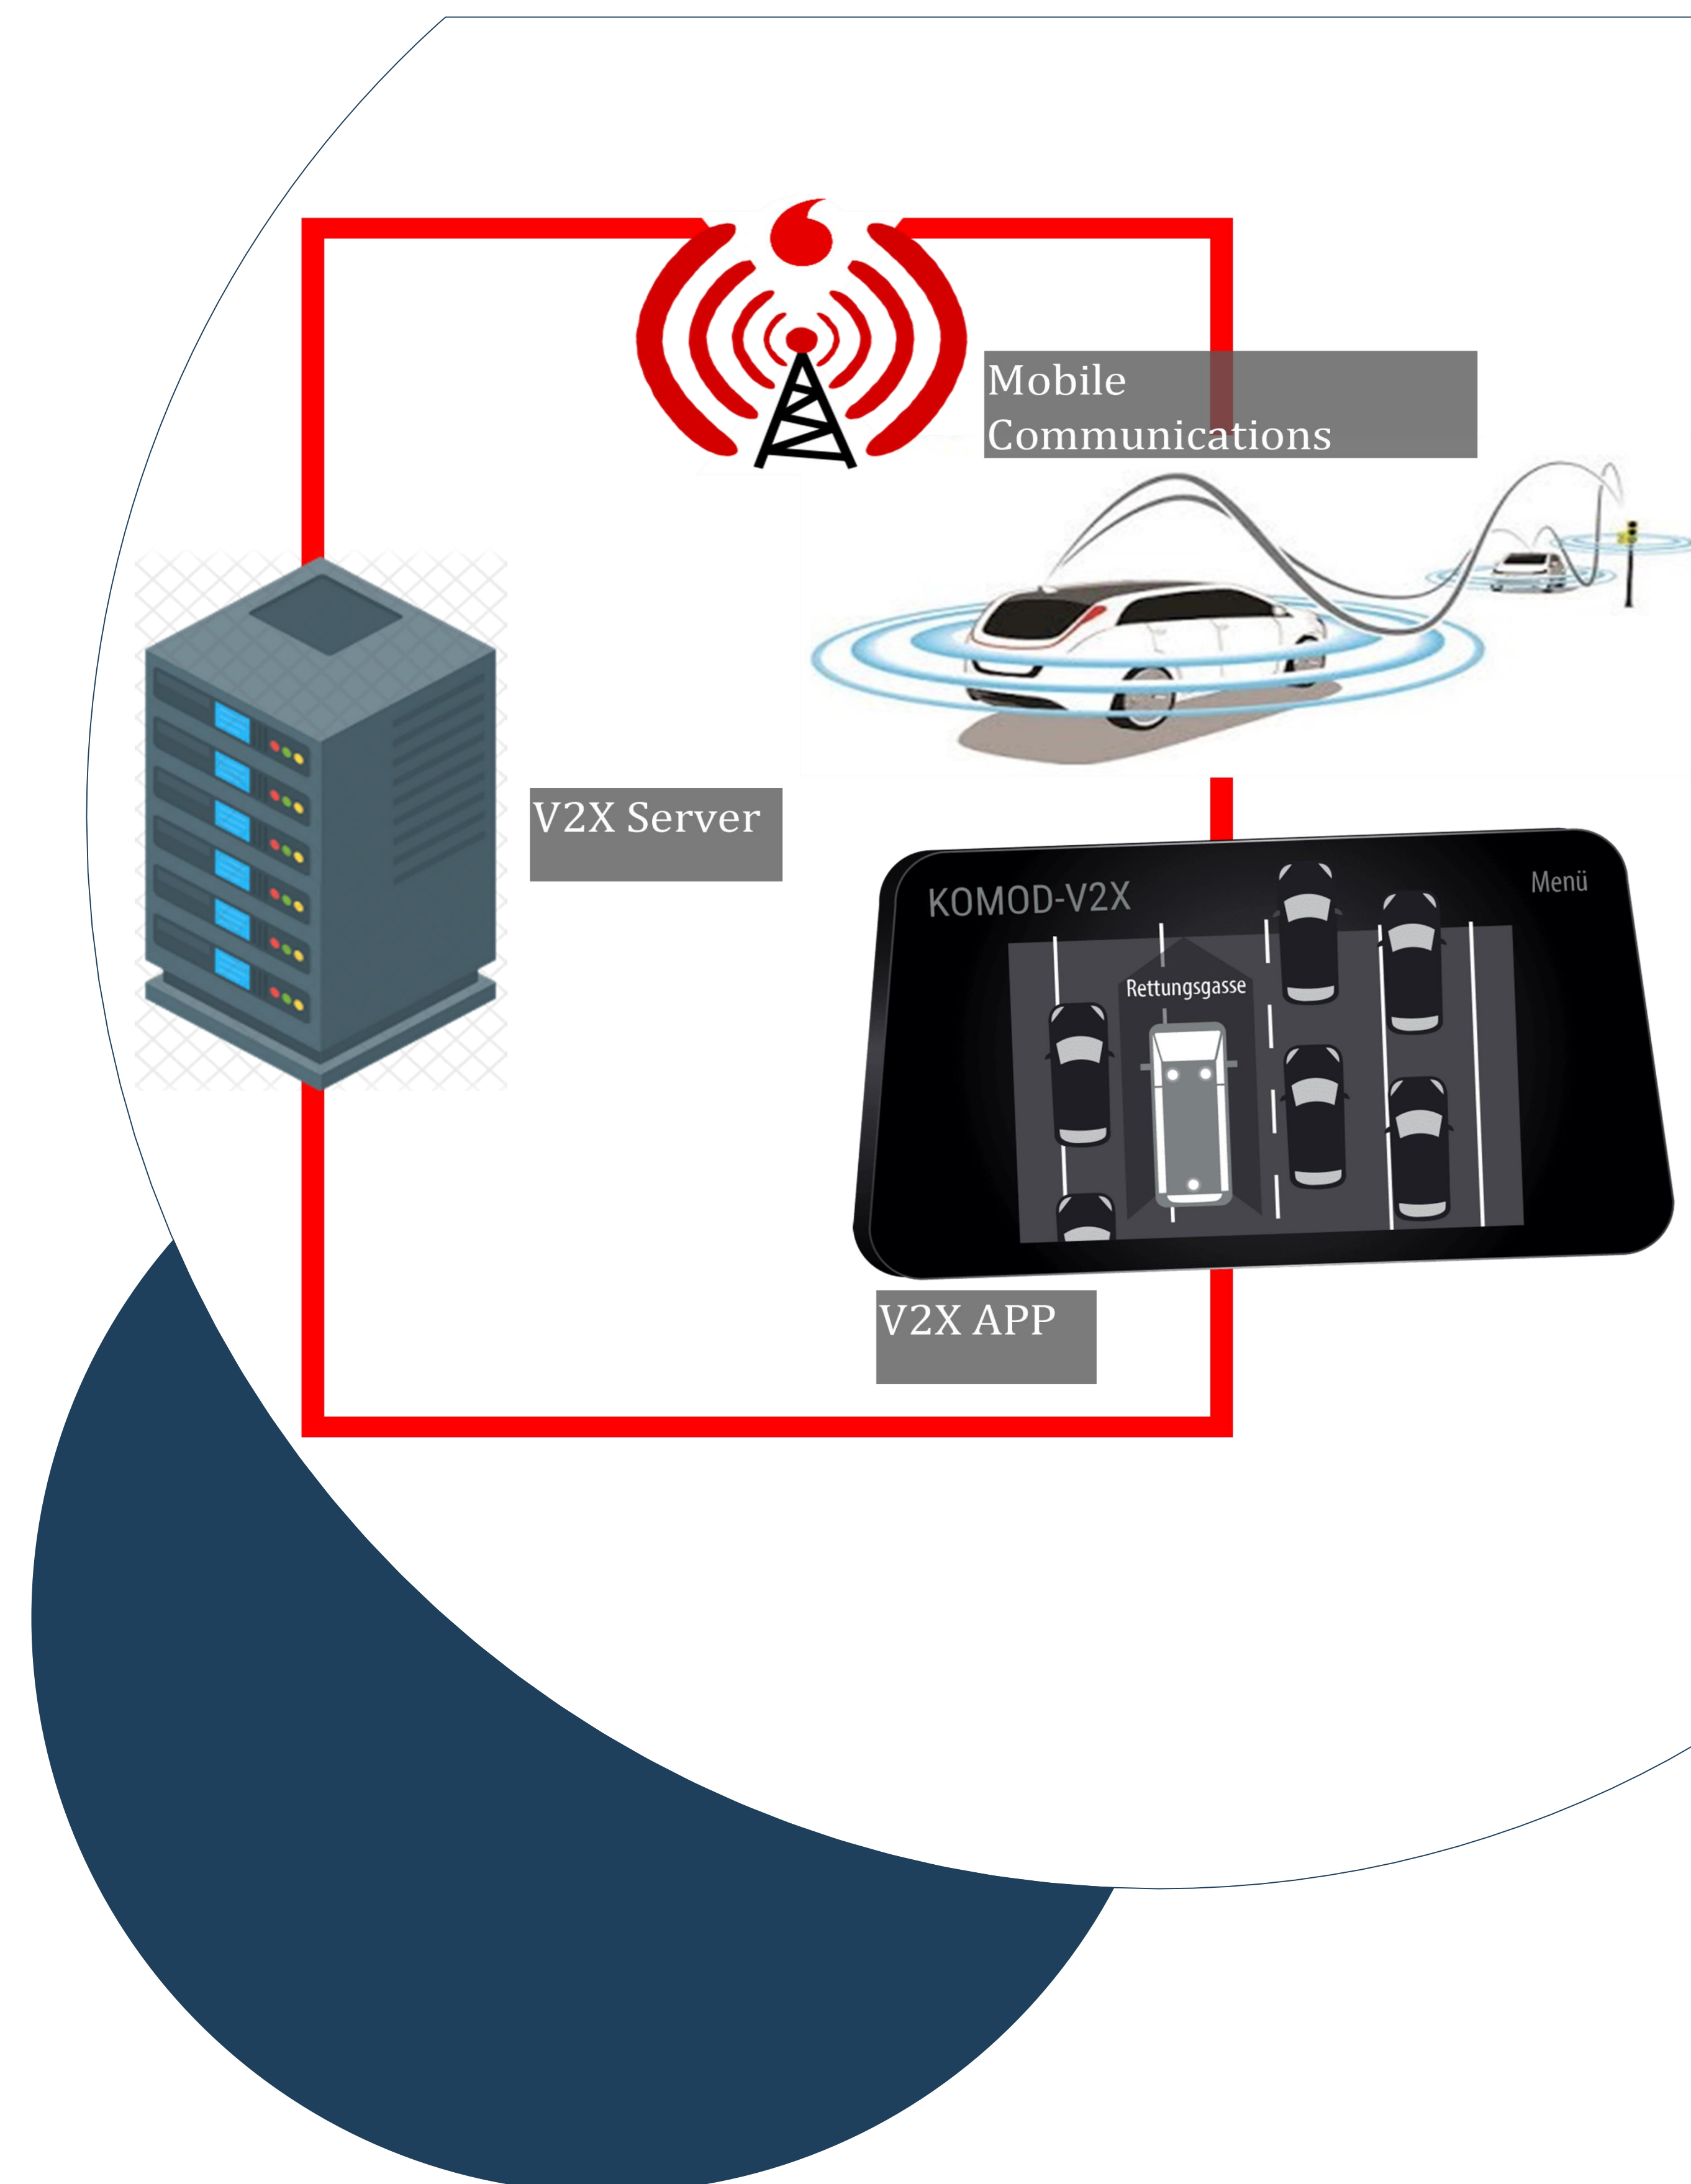 Mobile
Communications
V2X Server
KOMOD-V2X
Menü
Rettungsgasse
V2X APP